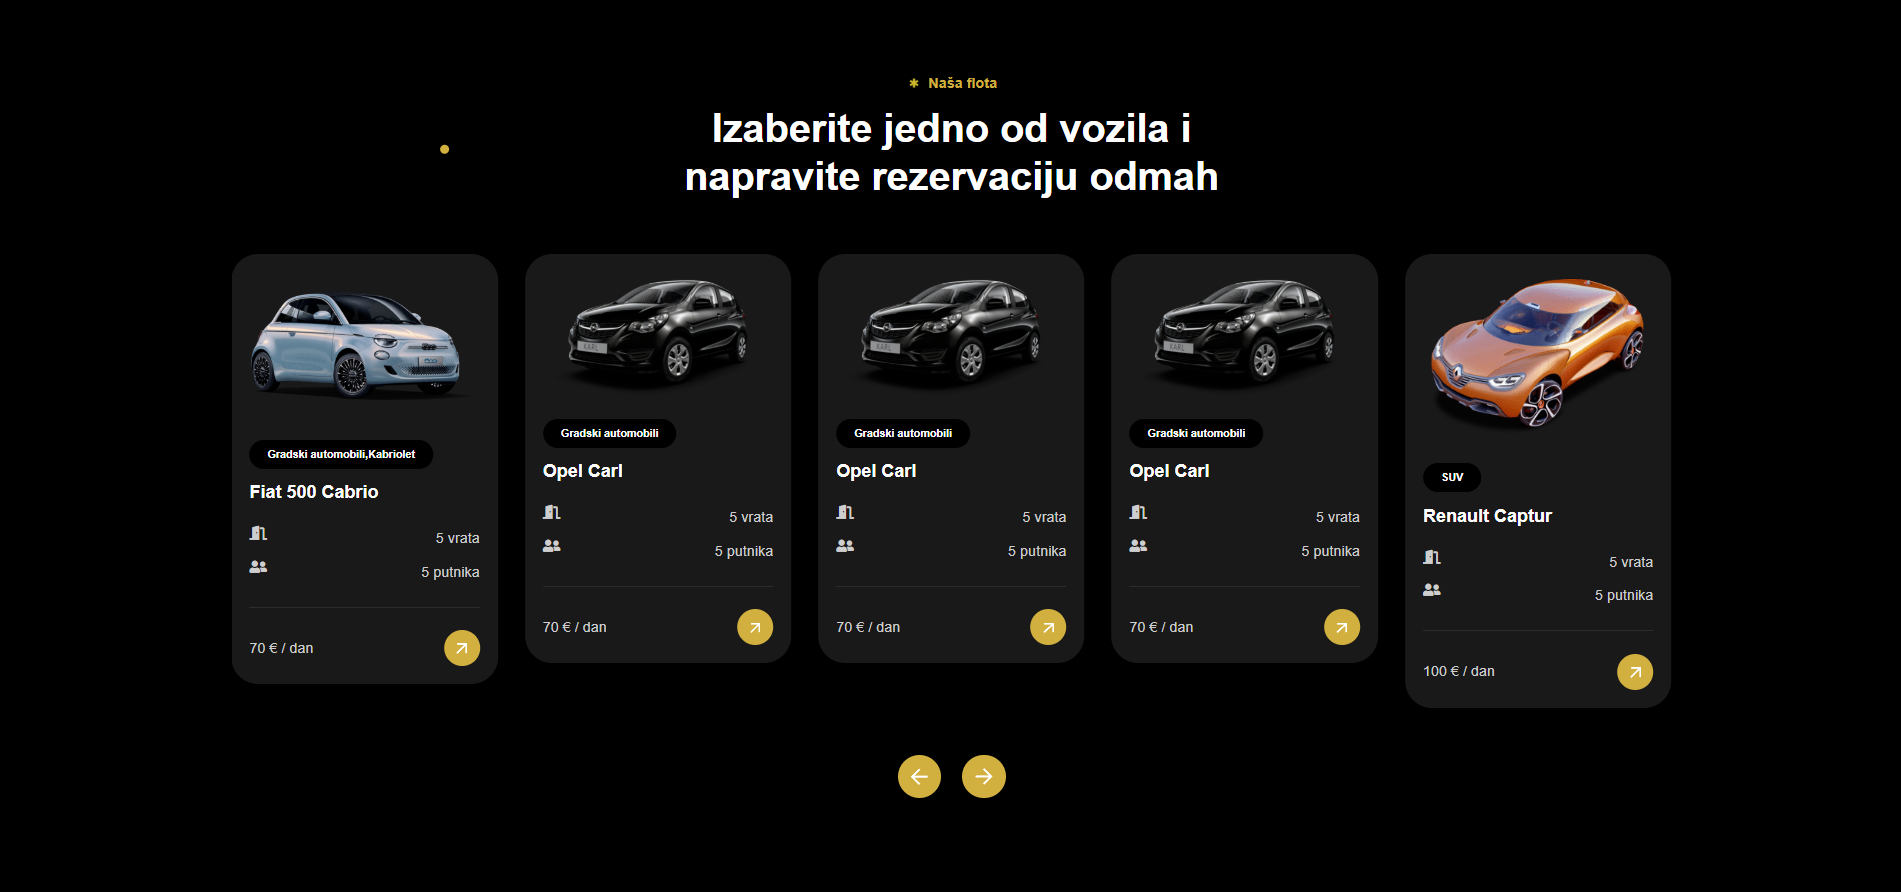 Naša flota
Izaberite jedno od vozila i
napravite rezervaciju odmah
Gradski automobili,Kabriolet
Fiat 500 Cabrio
5 vrata
5 putnika
70 € / dan
KARL
Gradski automobili
Opel Carl
5 vrata
5 putnika
70 € / dan
KARL
Gradski automobili
Opel Carl
5 vrata
5 putnika
70 € / dan
KARL
Gradski automobili
Opel Carl
5 vrata
5 putnika
70 € / dan
SUV
Renault Captur
5 vrata
5 putnika
100 € / dan